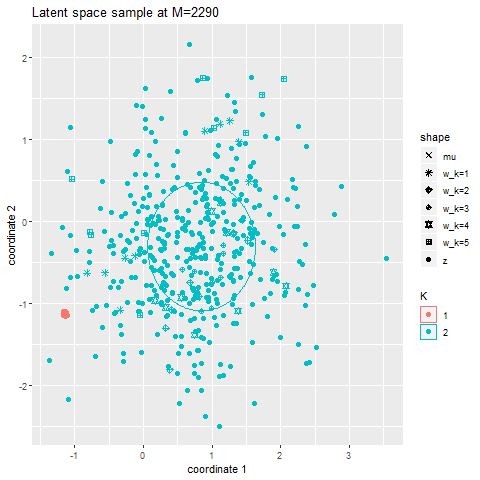 Latent space sample at M=2290
2
1
0
-1
-2
coordinate 2
-1
0
1
2
3
coordinate 1
shape
mu
w_k=1
w_k=2
w_k=3
w_k=4
w_k=5
z
K
1
2